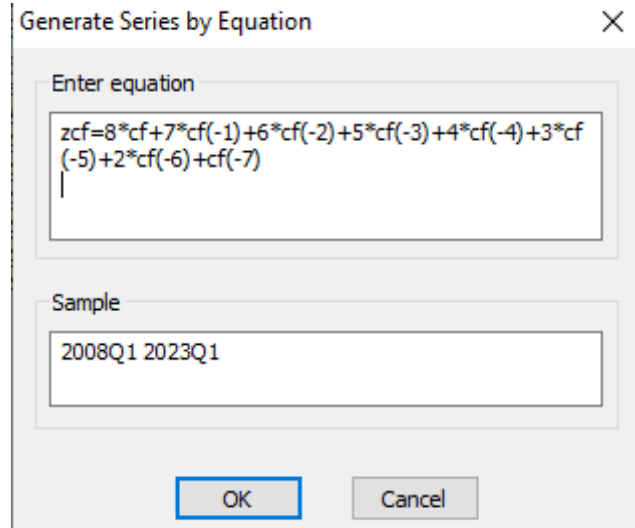 Generate Series by Equation
Enter equation
zcf=8*cf+7*cf(-1)+6*cf(-2)+5*cf(-3)+4*cf(-4)+3*cf
(-5)+2*cf(-6)+cf(-7)
Sample
2008Q1 2023Q1
OK Cancel